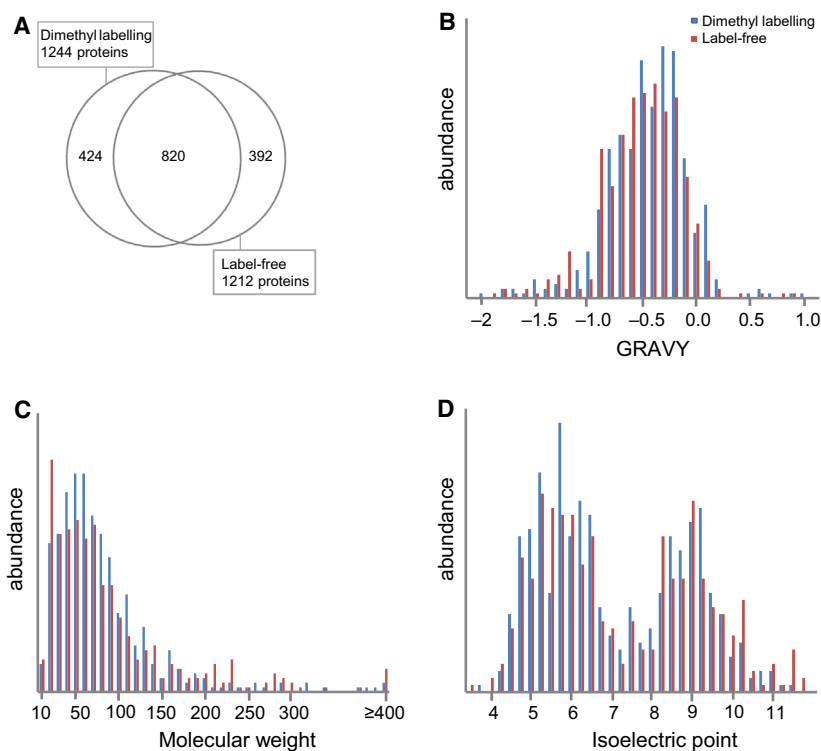 A
Dimethyl labelling
1244 proteins
424
820
392
Label-free
1212 proteins
B
Dimethyl labelling
Label-free
abundance
–2 –1.5 –1.0 –0.5 0.0 0.5 1.0
GRAVY
C
abundance
10 50 100 150 200 250 300 ≥400
Molecular weight
D
abundance
4 5 6 7 8 9 10 11
Isoelectric point